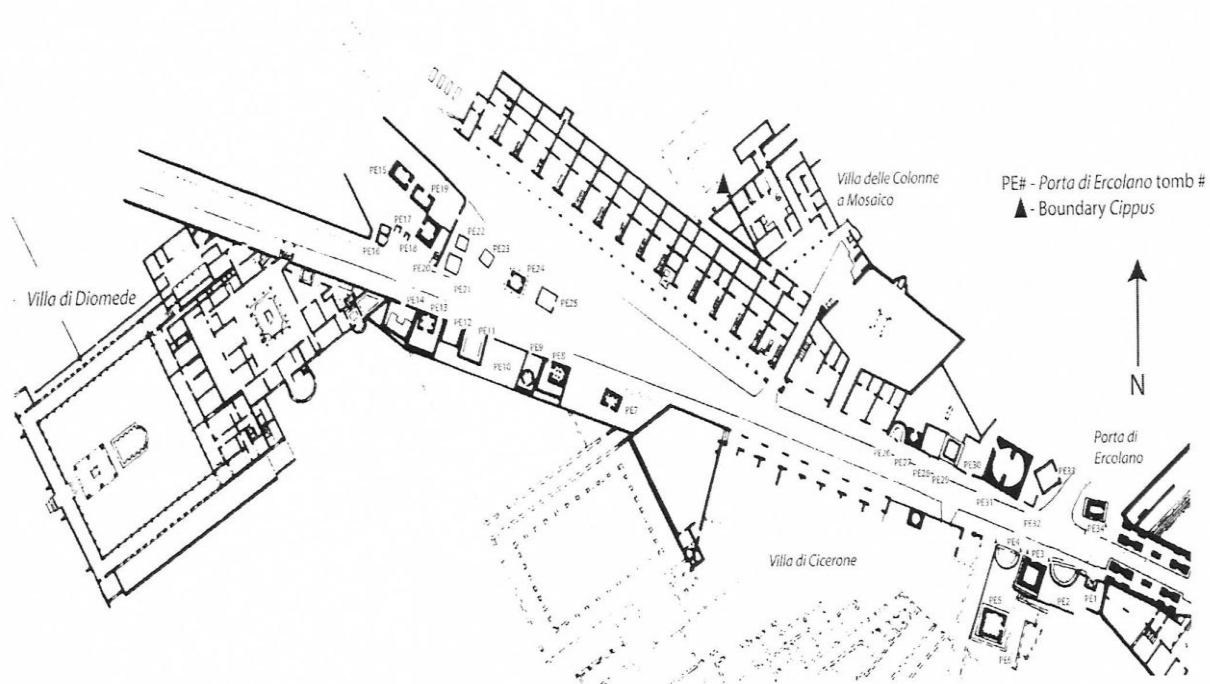 Villa delle Colonne
a Mosaico
PE# - Porta di Ercolano tomb #
▲ - Boundary Cippus
N
Villa di Diomede
PE15
PE19
PE17
PE16
PE18
PE22
PE23
PE20
PE24
PE21
PE25
PE14
PE13
PE12
PE11
PE10
PE9
PE8
PE7
Porta di
Ercolano
PE26
PE27
PE28
PE29
PE30
PE31
PE32
PE33
PE34
Villa di Cicerone
PE4
PE3
PE2
PE1
PE5
PE6